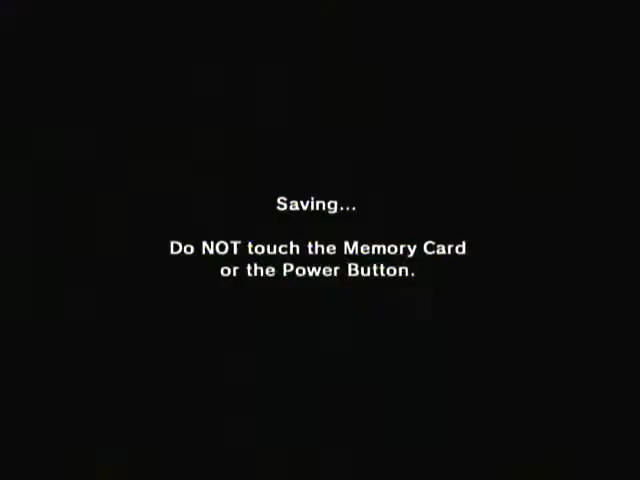 Saving...
Do NOT touch the Memory Card
or the Power Button.